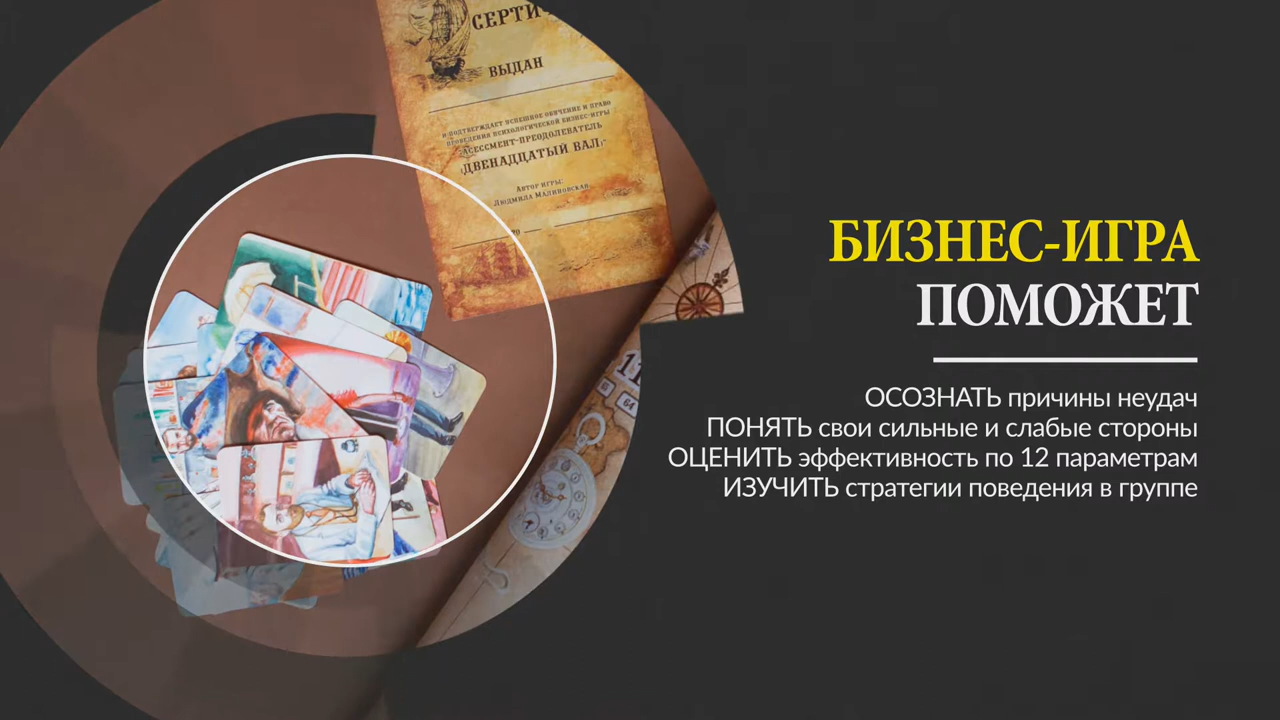 СЕРТИ
ВЫДАН
И ПОДТВЕРЖДАЕТ УСПЕШНОЕ ОБУЧЕНИЕ И ПРАВО
ПРОВЕДЕНИЯ ПСИХОЛОГИЧЕСКОЙ БИЗНЕС-ИГРЫ
АСЕССМЕНТ-ПРЕОДОЛЕВАТЕЛЬ
"ДВЕНАДЦАТЫЙ ВАЛ"
АВТОР ИГРЫ:
ЛЮДМИЛА МАЛИНОВСКАЯ
БИЗНЕС-ИГРА
ПОМОЖЕТ
ОСОЗНАТЬ причины неудач
ПОНЯТЬ свои сильные и слабые стороны
ОЦЕНИТЬ эффективность по 12 параметрам
ИЗУЧИТЬ стратегии поведения в группе